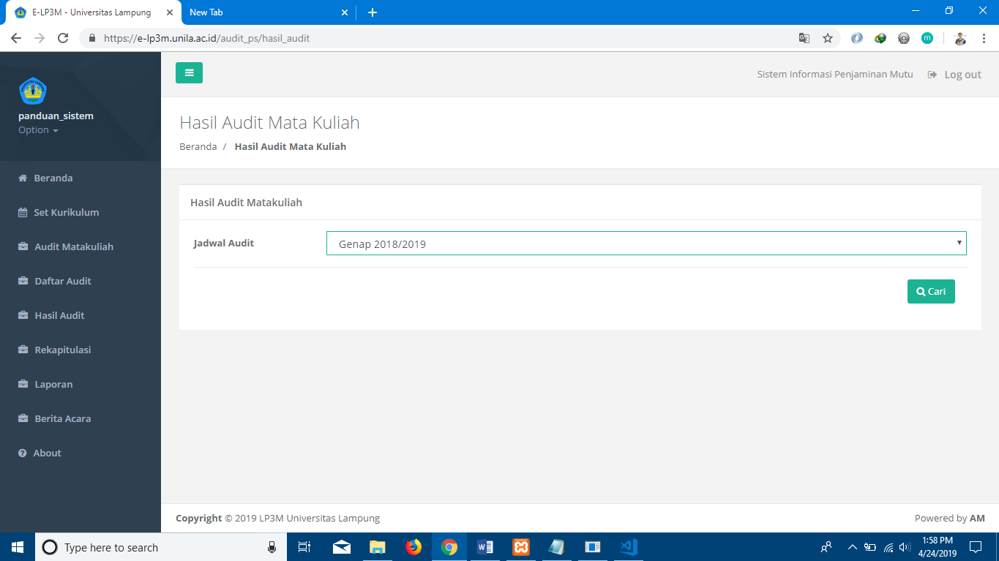 E-LP3M - Universitas Lampung
New Tab
https://e-lp3m.unila.ac.id/audit_ps/hasil_audit
m
panduan_sistem
Option
Beranda
Set Kurikulum
Audit Matakuliah
Daftar Audit
Hasil Audit
Rekapitulasi
Laporan
Berita Acara
About
Sistem Informasi Penjaminan Mutu
Log out
Hasil Audit Mata Kuliah
Beranda / Hasil Audit Mata Kuliah
Hasil Audit Matakuliah
Jadwal Audit
Genap 2018/2019
Cari
Copyright © 2019 LP3M Universitas Lampung
Powered by AM
Type here to search
1:58 PM
4/24/2019